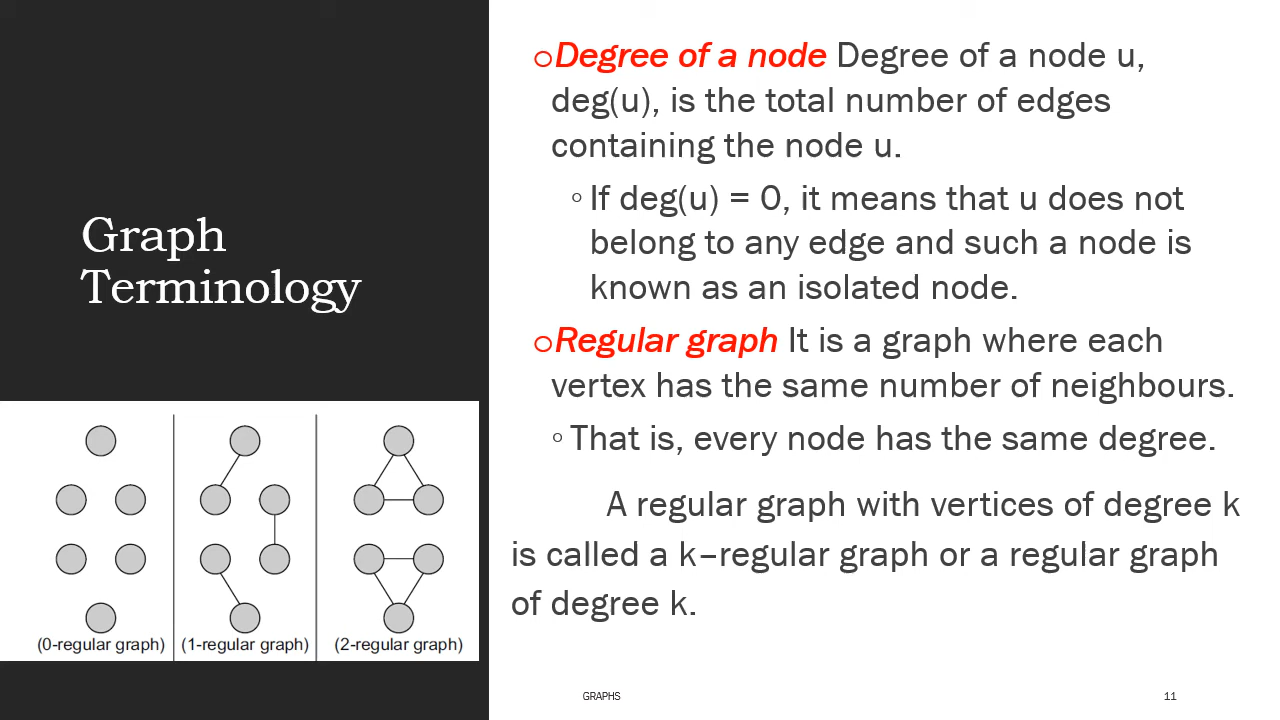 Graph
Terminology
(0-regular graph) (1-regular graph) (2-regular graph)
oDegree of a node Degree of a node u,
deg(u), is the total number of edges
containing the node u.
◦ If deg(u) = 0, it means that u does not
belong to any edge and such a node is
known as an isolated node.
oRegular graph It is a graph where each
vertex has the same number of neighbours.
◦ That is, every node has the same degree.
A regular graph with vertices of degree k
is called a k–regular graph or a regular graph
of degree k.
GRAPHS 11